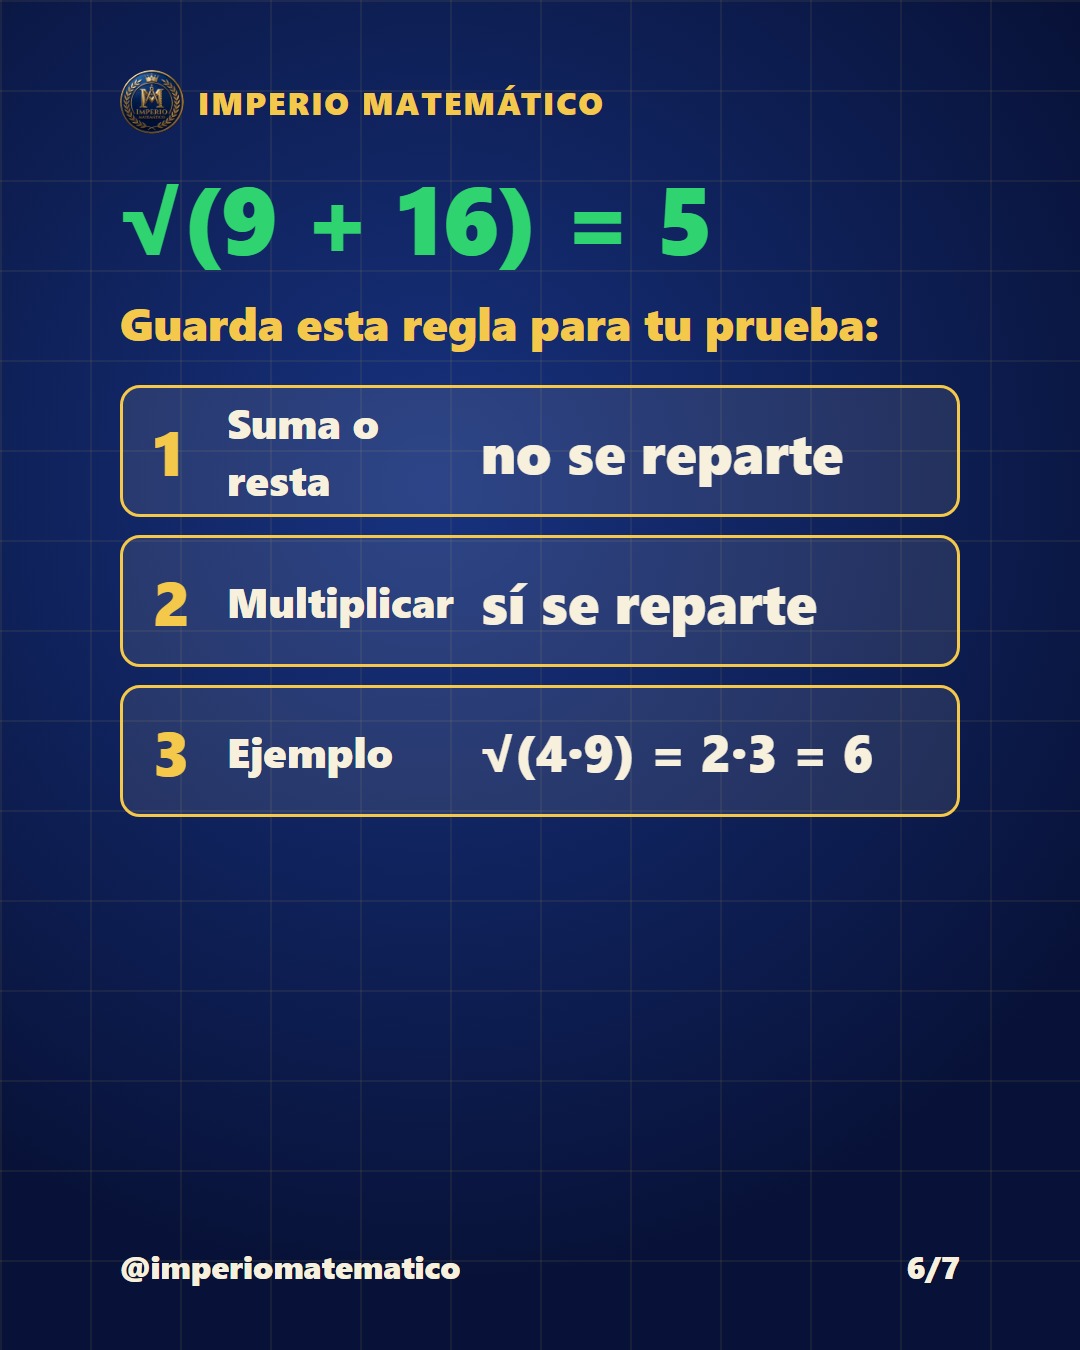 IMPERIO MATEMÁTICO
√(9 + 16) = 5
Guarda esta regla para tu prueba:
1 Suma o resta no se reparte
2 Multiplicar sí se reparte
3 Ejemplo √(4·9) = 2·3 = 6
@imperiomatematico 6/7